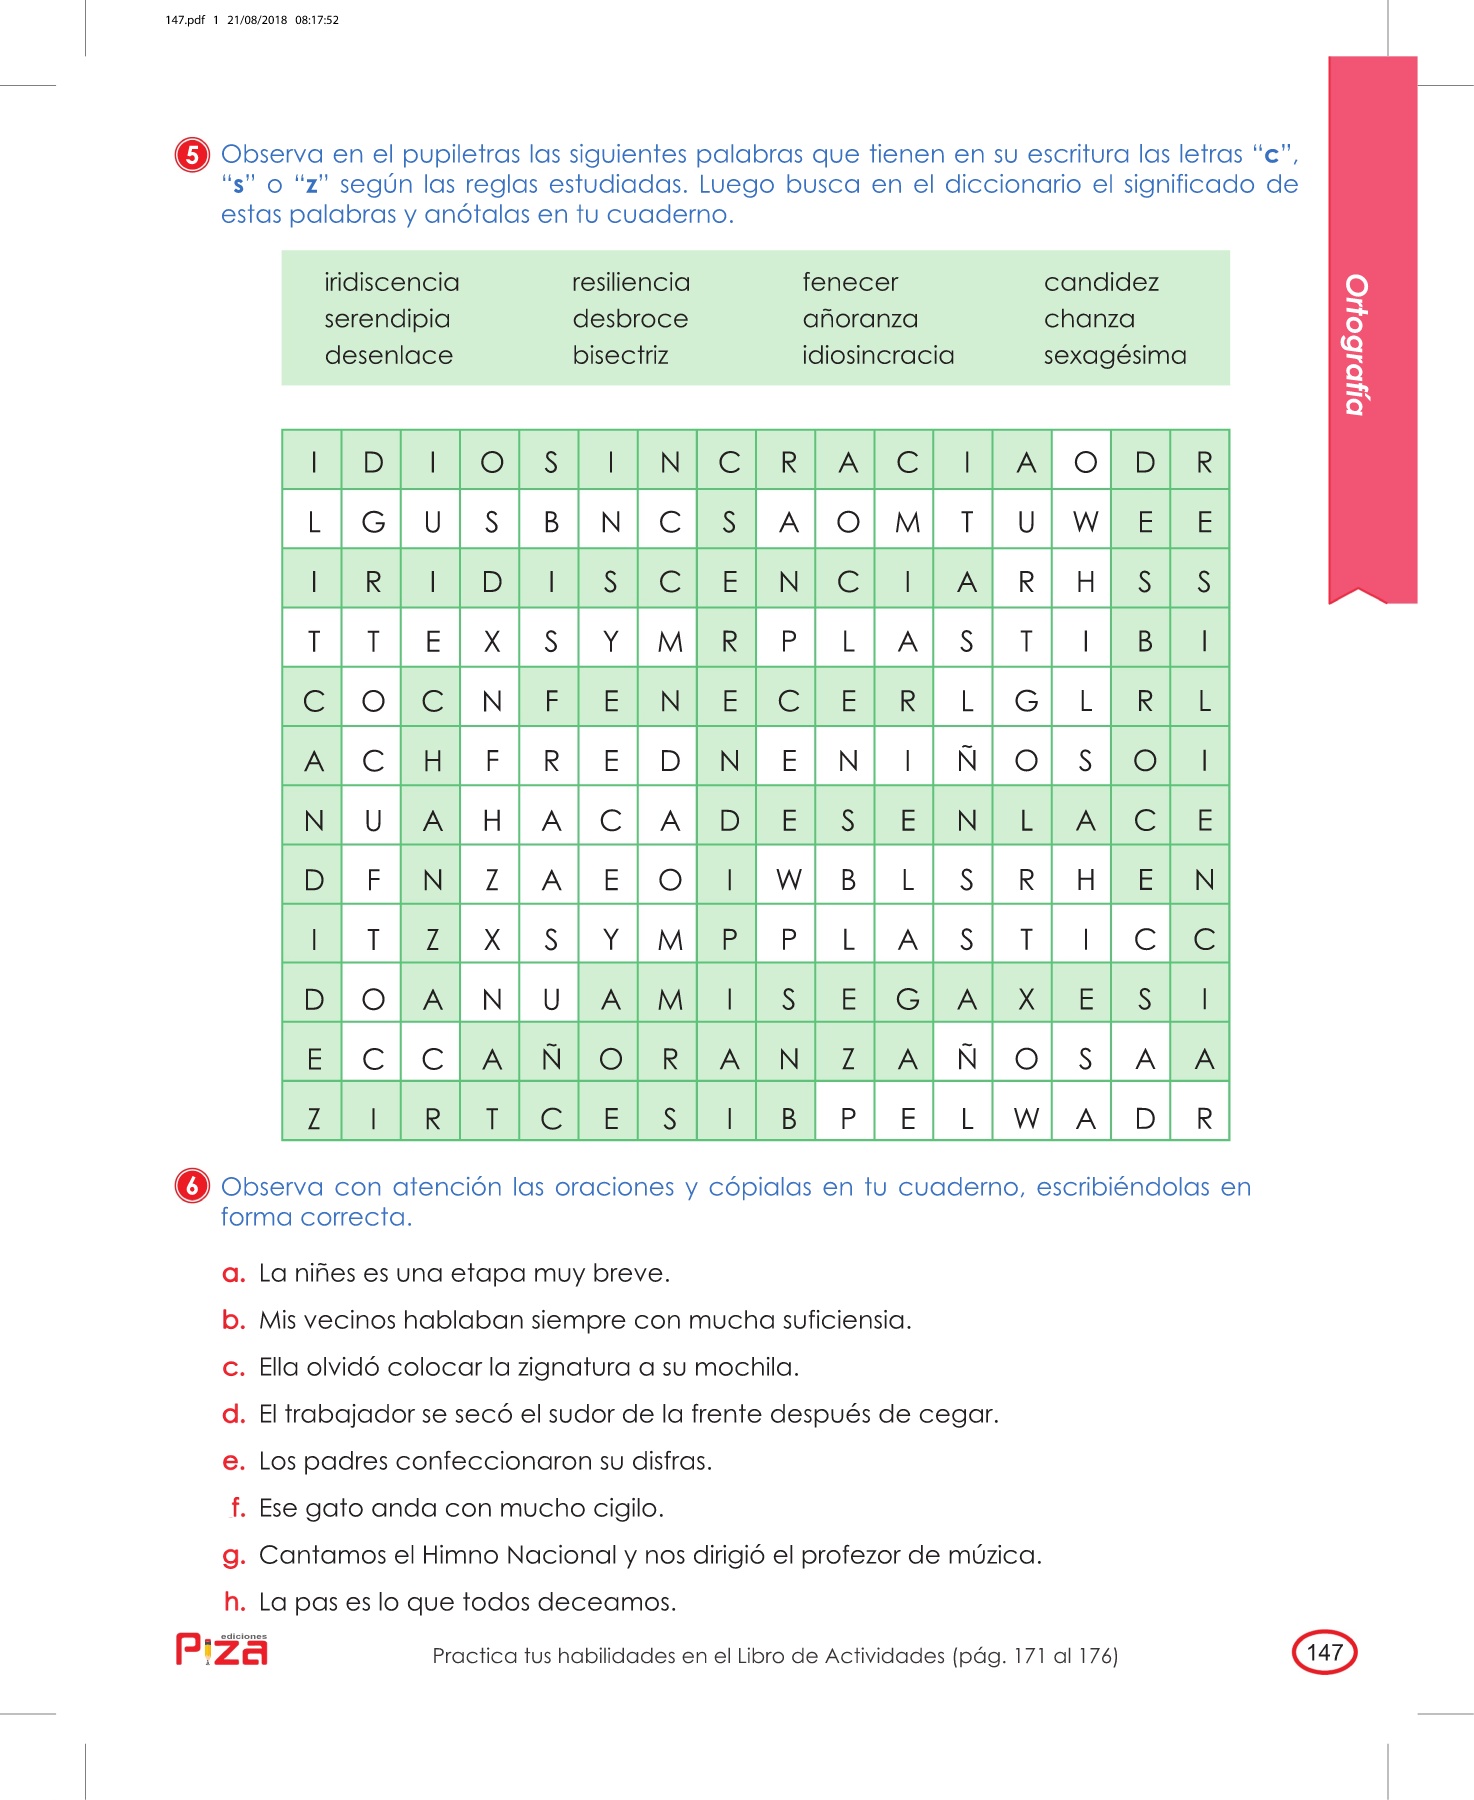 147.pdf 1 21/08/2018 08:17:52
5 Observa en el pupiletras las siguientes palabras que tienen en su escritura las letras “c”,
“s” o “z” según las reglas estudiadas. Luego busca en el diccionario el significado de
estas palabras y anótalas en tu cuaderno.
Ortografía
iridiscencia resiliencia fenecer candidez
serendipia desbroce añoranza chanza
desenlace bisectriz idiosincracia sexagésima
I D I O S I N C R A C I A O D R
L G U S B N C S A O M T U W E E
I R I D I S C E N C I A R H S S
T T E X S Y M R P L A S T I B I
C O C N F E N E C E R L G L R L
A C H F R E D N E N I Ñ O S O I
N U A H A C A D E S E N L A C E
D F N Z A E O I W B L S R H E N
I T Z X S Y M P P L A S T I C C
D O A N U A M I S E G A X E S I
E C C A Ñ O R A N Z A Ñ O S A A
Z I R T C E S I B P E L W A D R
6 Observa con atención las oraciones y cópialas en tu cuaderno, escribiéndolas en
forma correcta.
a. La niñes es una etapa muy breve.
b. Mis vecinos hablaban siempre con mucha suficiensia.
c. Ella olvidó colocar la zignatura a su mochila.
d. El trabajador se secó el sudor de la frente después de cegar.
e. Los padres confeccionaron su disfras.
f. Ese gato anda con mucho cigilo.
g. Cantamos el Himno Nacional y nos dirigió el profezor de múzica.
h. La pas es lo que todos deceamos.
ediciones
Piza
Practica tus habilidades en el Libro de Actividades (pág. 171 al 176)
147